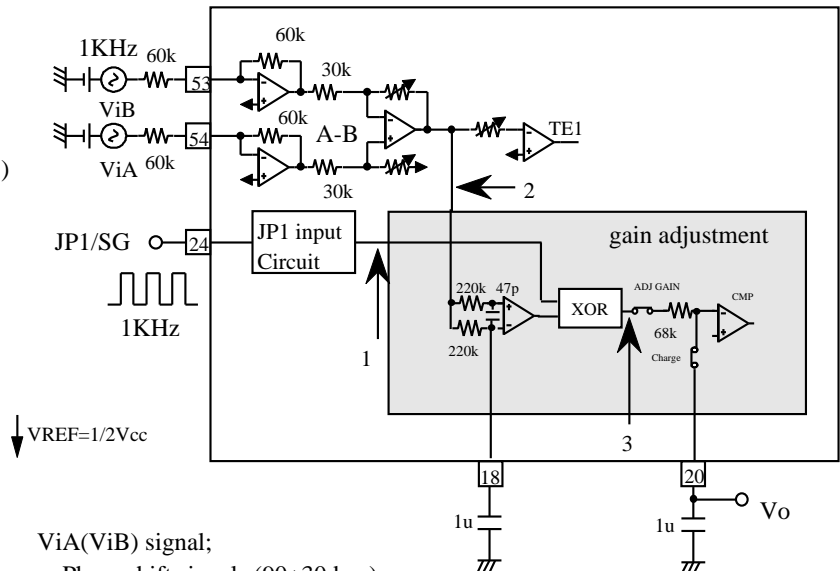 1KHz
60k
53
ViB
60k
30k
60k
54
ViA
60k
A-B
30k
TE1
2
)
JP1/SG
24
JP1 input
Circuit
1KHz
1
gain adjustment
220k
47p
220k
XOR
ADJ GAIN
68k
Charge
CMP
3
VREF=1/2Vcc
18
20
1u
1u
Vo
ViA(ViB) signal;